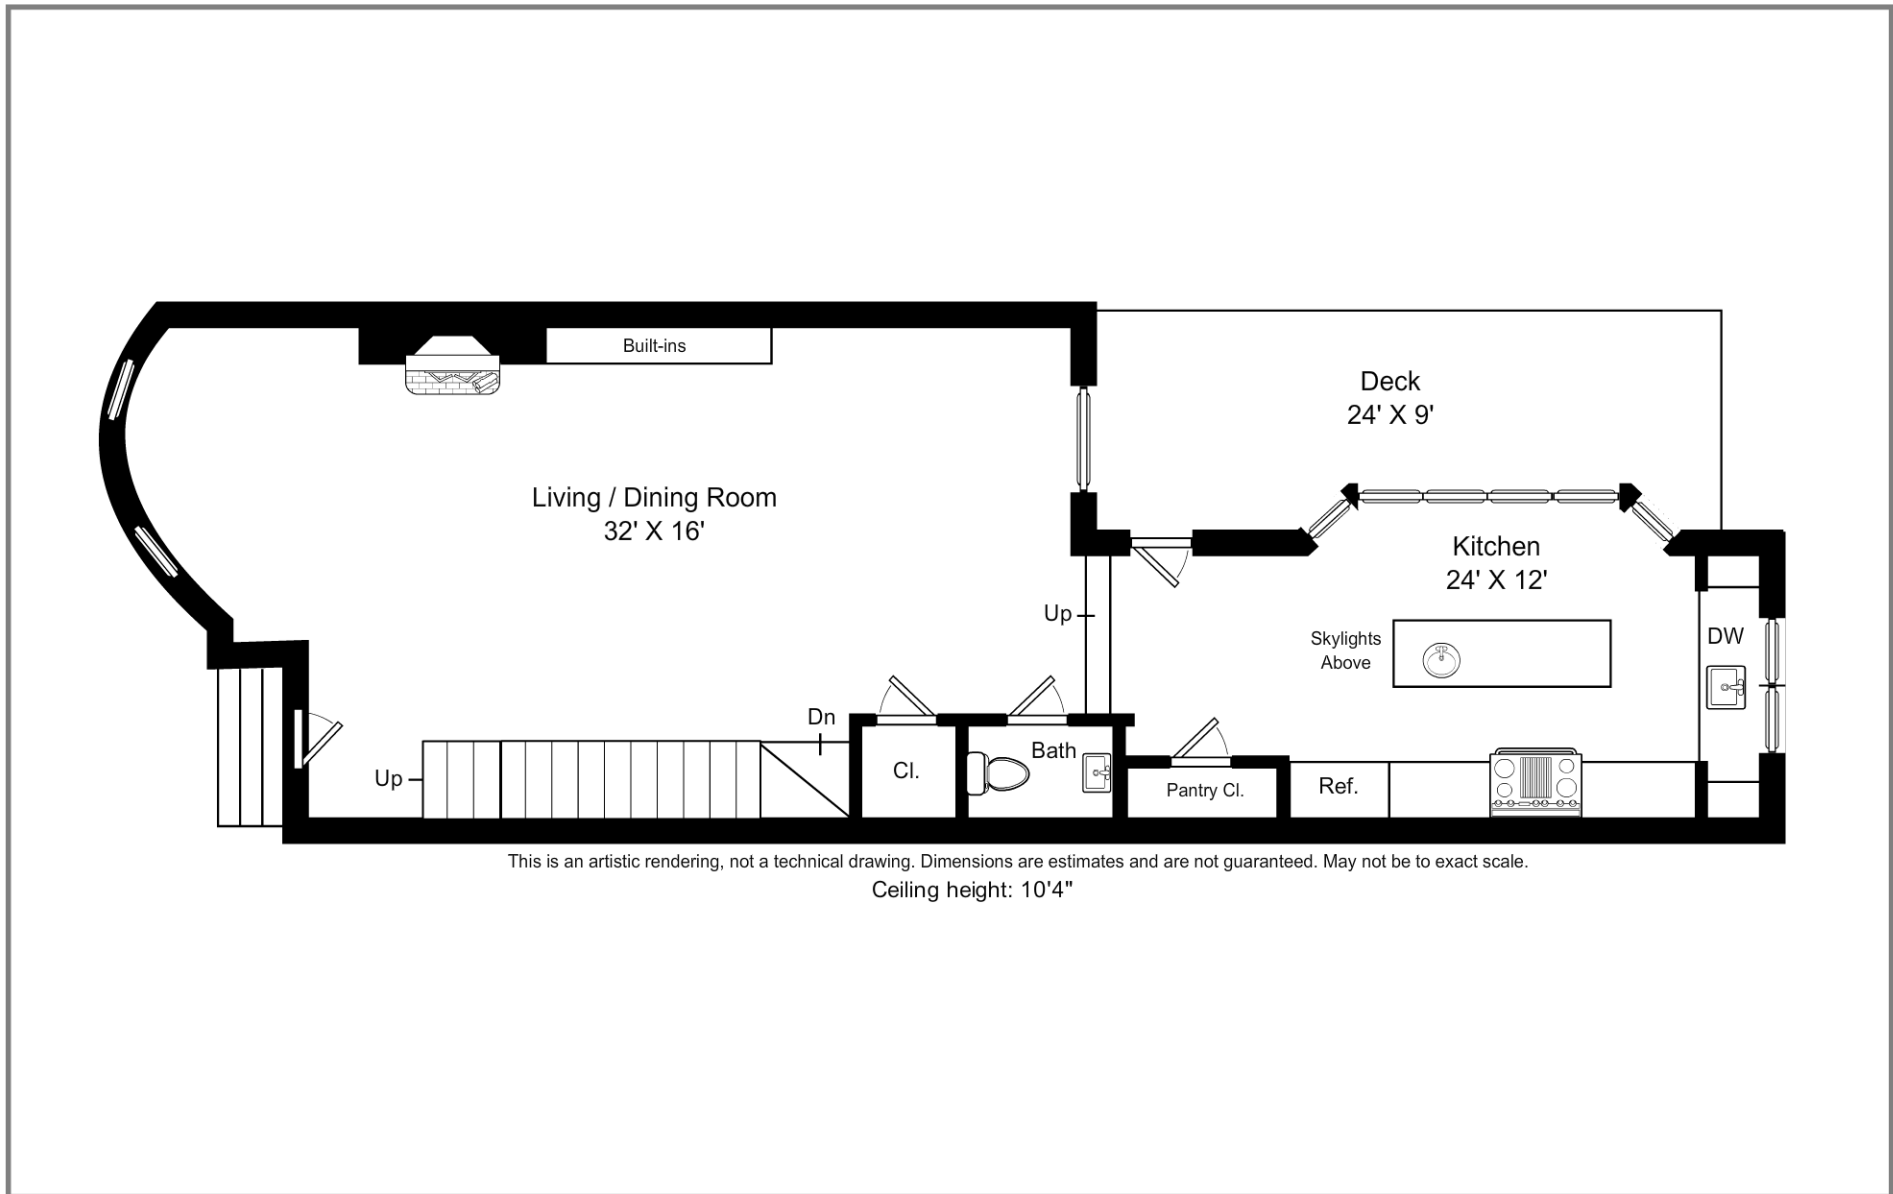 Built-ins
Deck
24' X 9'
Living / Dining Room
32' X 16'
Kitchen
24' X 12'
Up
Skylights
Above
DW
Dn
Up
Cl.
Bath
Pantry Cl.
Ref.
This is an artistic rendering, not a technical drawing. Dimensions are estimates and are not guaranteed. May not be to exact scale.
Ceiling height: 10'4"